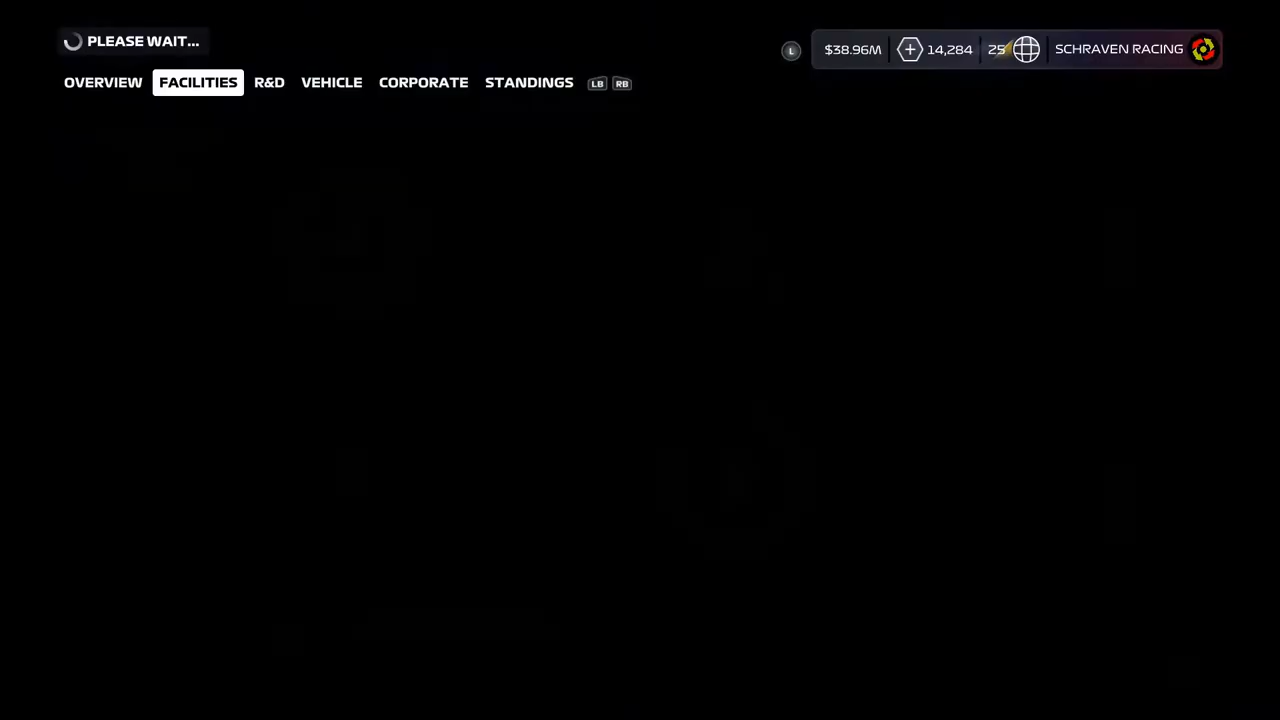 PLEASE WAIT...
L $38.96M 14,284 25 SCHRAVEN RACING
OVERVIEW FACILITIES R&D VEHICLE CORPORATE STANDINGS LB RB